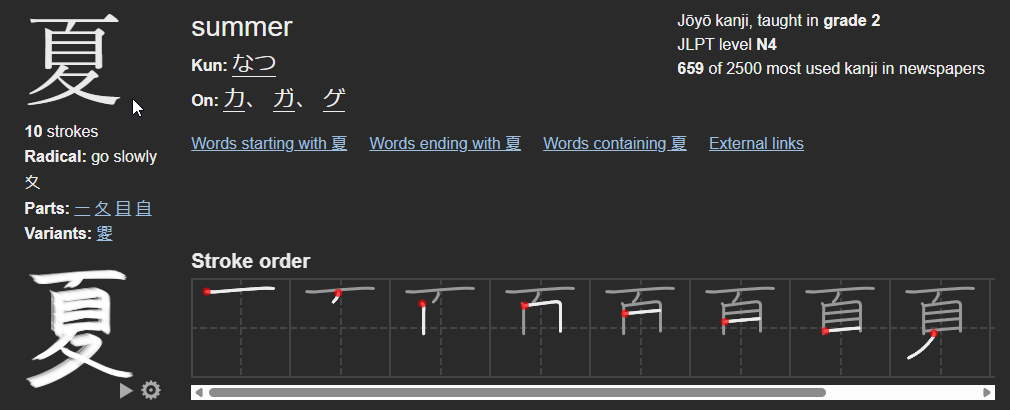 夏
summer
Kun: なつ
On: カ、 ガ、 ゲ
Jōyō kanji, taught in grade 2
JLPT level N4
659 of 2500 most used kanji in newspapers
10 strokes
Radical: go slowly
夂
Parts: 一 夂 目 自
Words starting with 夏 Words ending with 夏 Words containing 夏 External links
夏
Stroke order